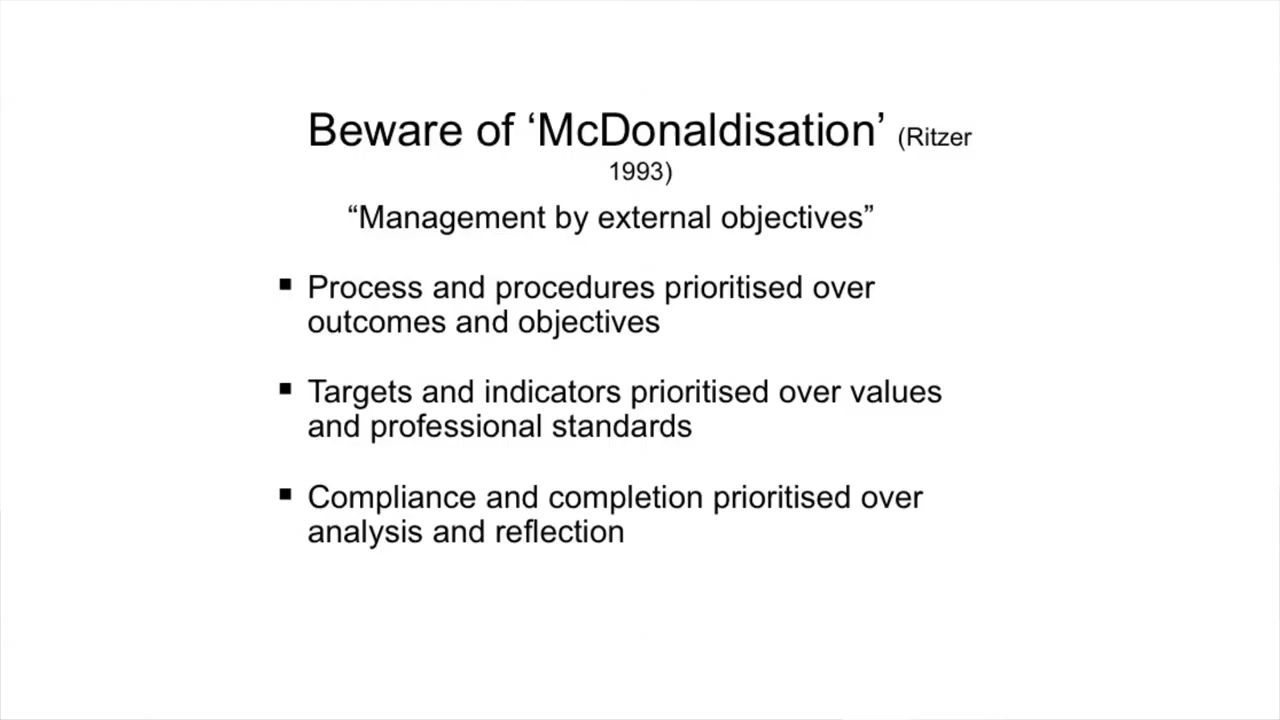 Beware of ‘McDonaldisation’ (Ritzer
1993)
“Management by external objectives”
▪ Process and procedures prioritised over
outcomes and objectives
▪ Targets and indicators prioritised over values
and professional standards
▪ Compliance and completion prioritised over
analysis and reflection